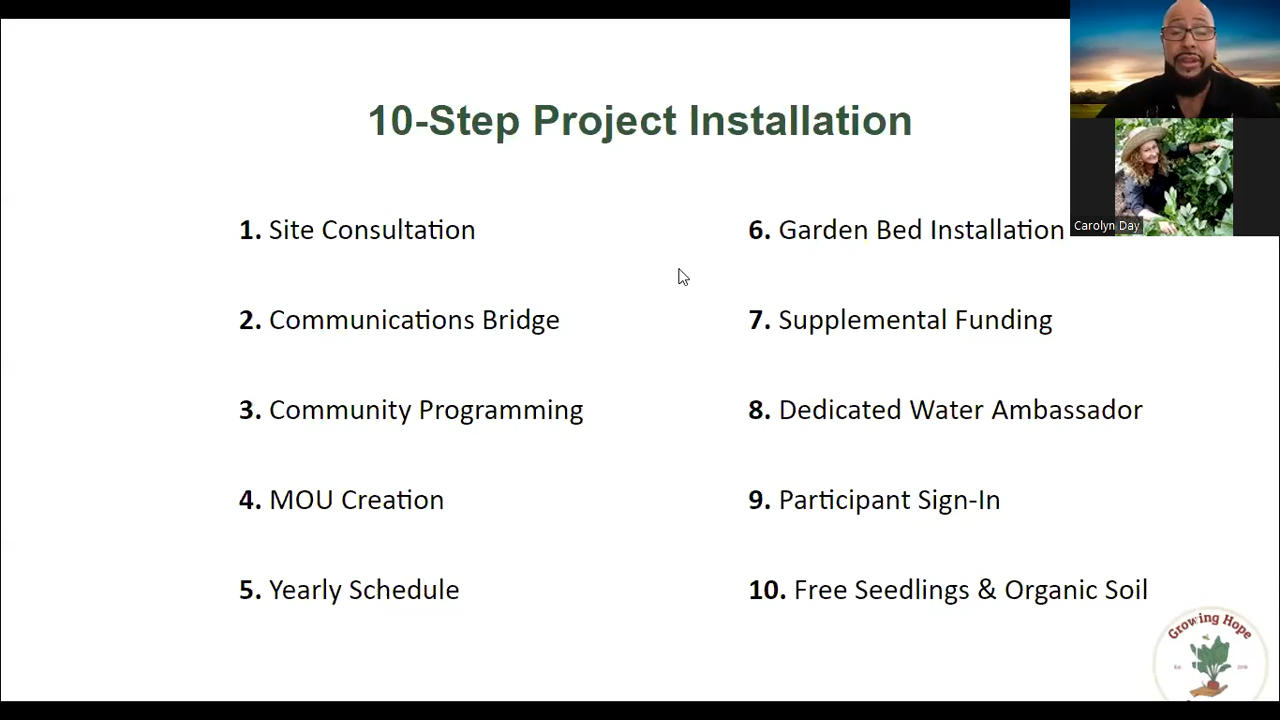 10-Step Project Installation
1. Site Consultation
2. Communications Bridge
3. Community Programming
4. MOU Creation
5. Yearly Schedule
6. Garden Bed Installation
7. Supplemental Funding
8. Dedicated Water Ambassador
9. Participant Sign-In
10. Free Seedlings & Organic Soil
Carolyn Day
Growing Hope
Est.